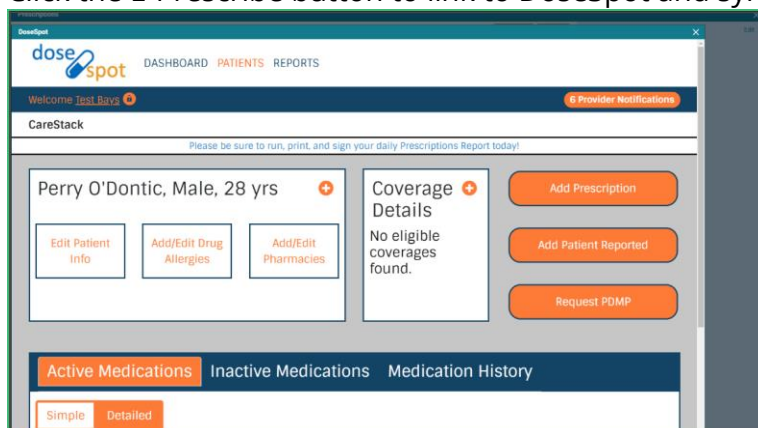 Prescriptions
DoseSpot
dose
spot
DASHBOARD PATIENTS REPORTS
Welcome Test Bays
6 Provider Notifications
CareStack
Please be sure to run, print, and sign your daily Prescriptions Report today!
Perry O'Dontic, Male, 28 yrs
Edit Patient
Info
Add/Edit Drug
Allergies
Add/Edit
Pharmacies
Coverage
Details
No eligible
coverages
found.
Add Prescription
Add Patient Reported
Request PDMP
Active Medications Inactive Medications Medication History
Simple Detailed